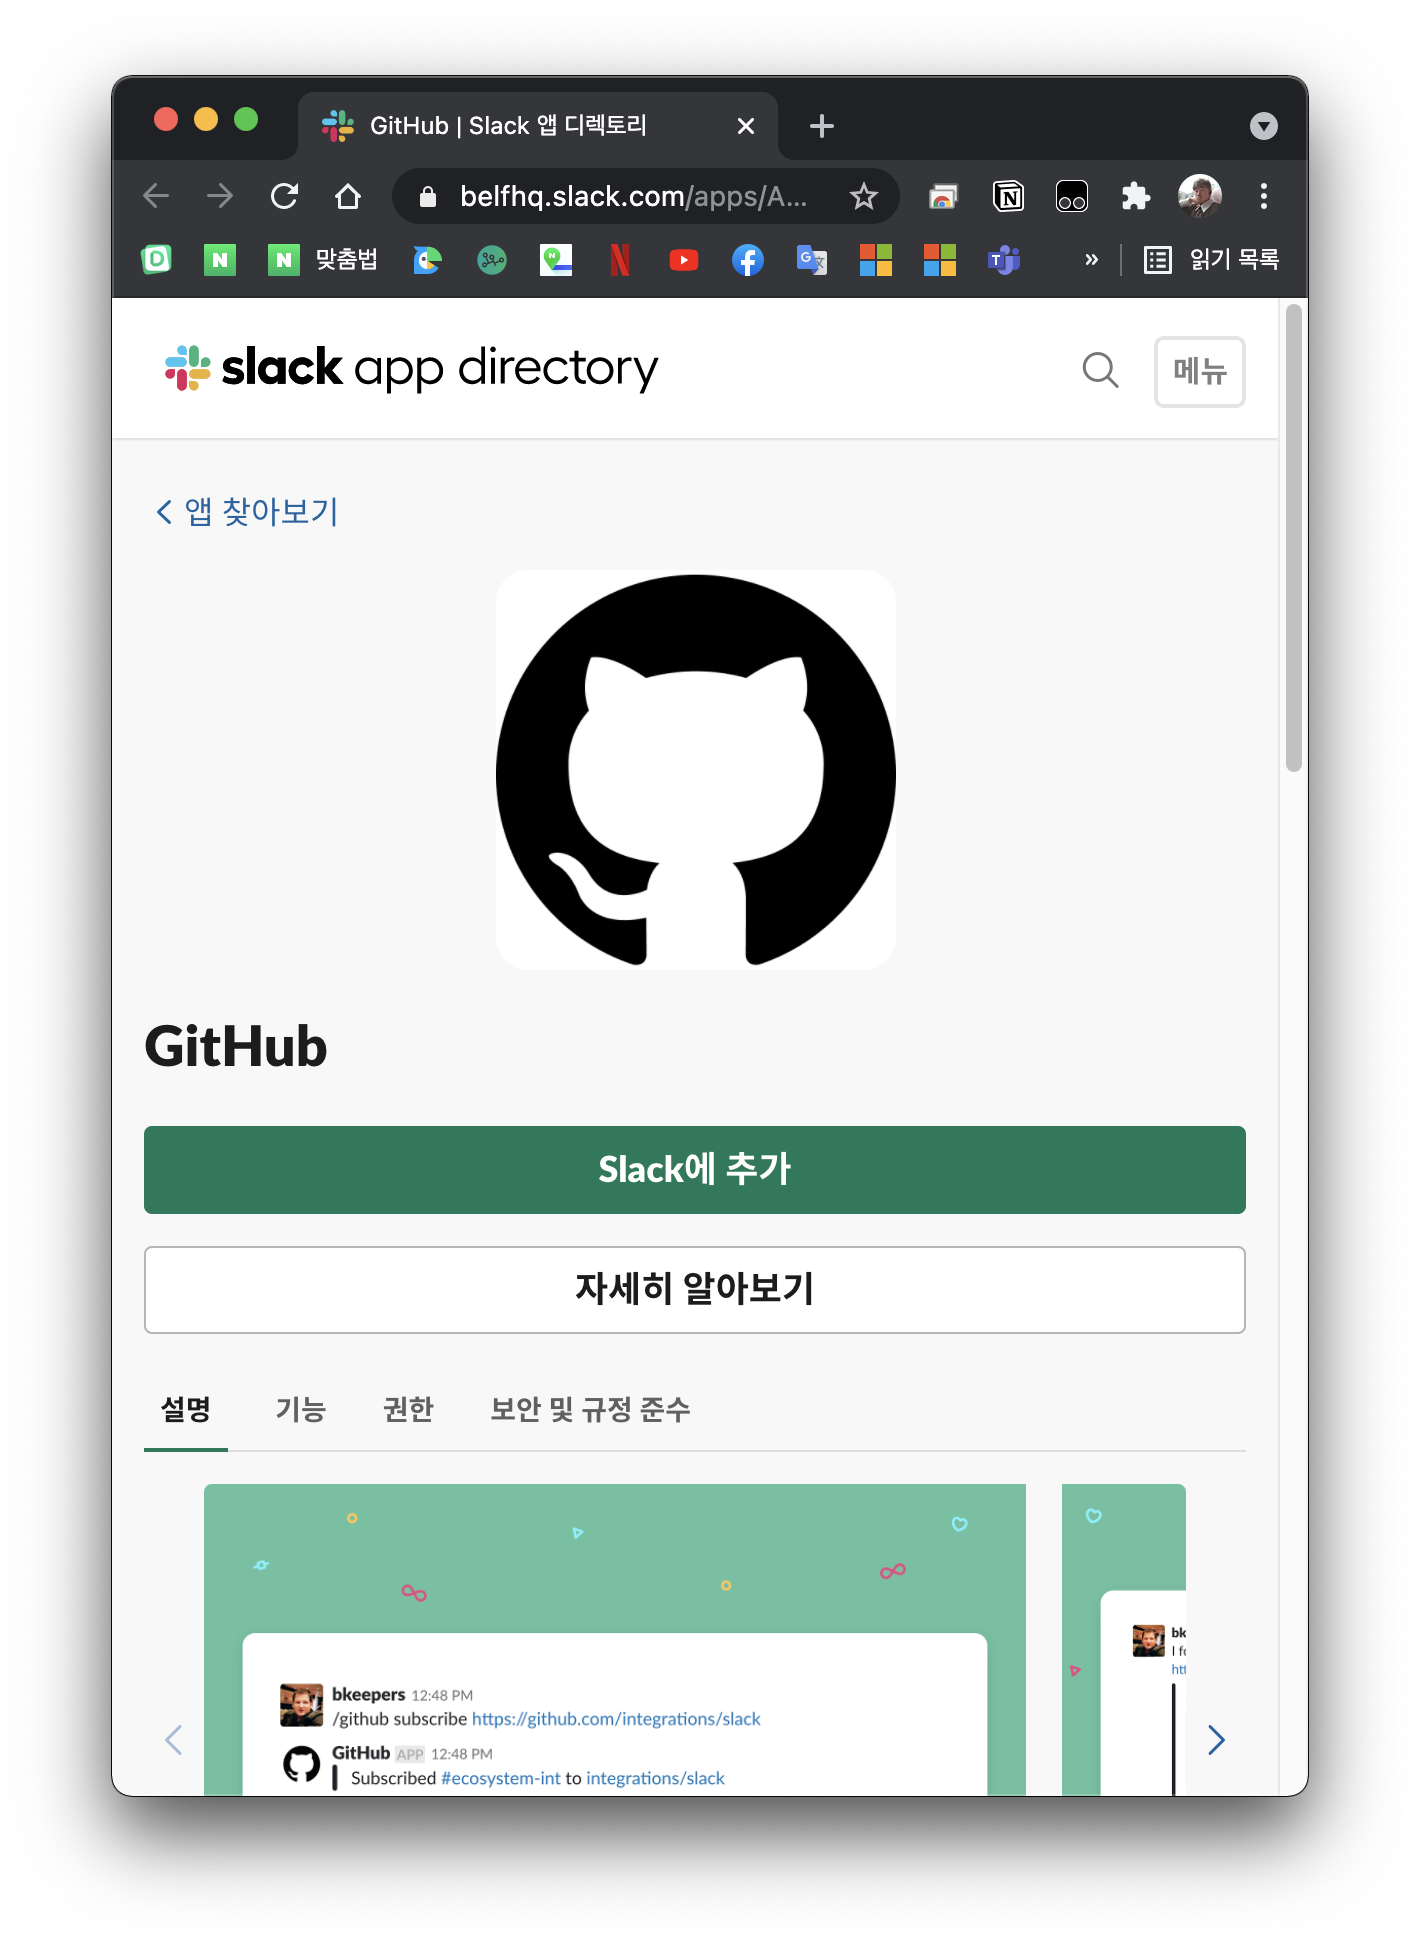 GitHub | Slack 앱 디렉토리
belfhq.slack.com/apps/A...
맞춤법
» 읽기 목록
slack app directory
메뉴
앱 찾아보기
GitHub
Slack에 추가
자세히 알아보기
설명 기능 권한 보안 및 규정 준수
bkeepers 12:48 PM
/github subscribe https://github.com/integrations/slack
GitHub APP 12:48 PM
Subscribed #ecosystem-int to integrations/slack
bk
I fo
htt